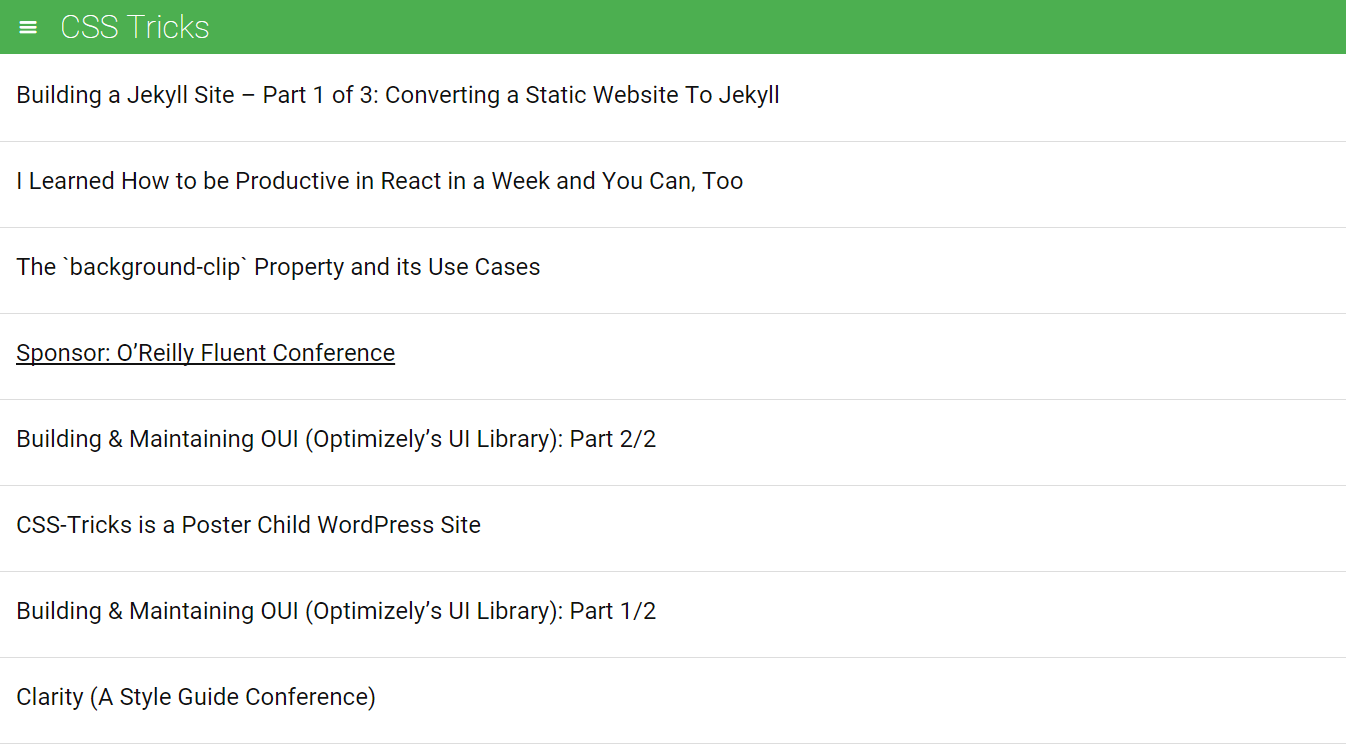 CSS Tricks
Building a Jekyll Site – Part 1 of 3: Converting a Static Website To Jekyll
I Learned How to be Productive in React in a Week and You Can, Too
The `background-clip` Property and its Use Cases
Sponsor: O’Reilly Fluent Conference
Building & Maintaining OUI (Optimizely’s UI Library): Part 2/2
CSS-Tricks is a Poster Child WordPress Site
Building & Maintaining OUI (Optimizely’s UI Library): Part 1/2
Clarity (A Style Guide Conference)